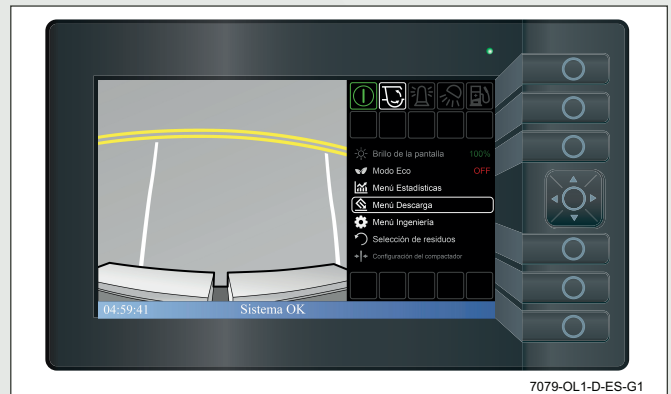 Brillo de la pantalla 100%
Modo Eco OFF
Menú Estadísticas
Menú Descarga
Menú Ingeniería
Selección de residuos
Configuración del compactador
04:59:41 Sistema OK
7079-OL1-D-ES-G1